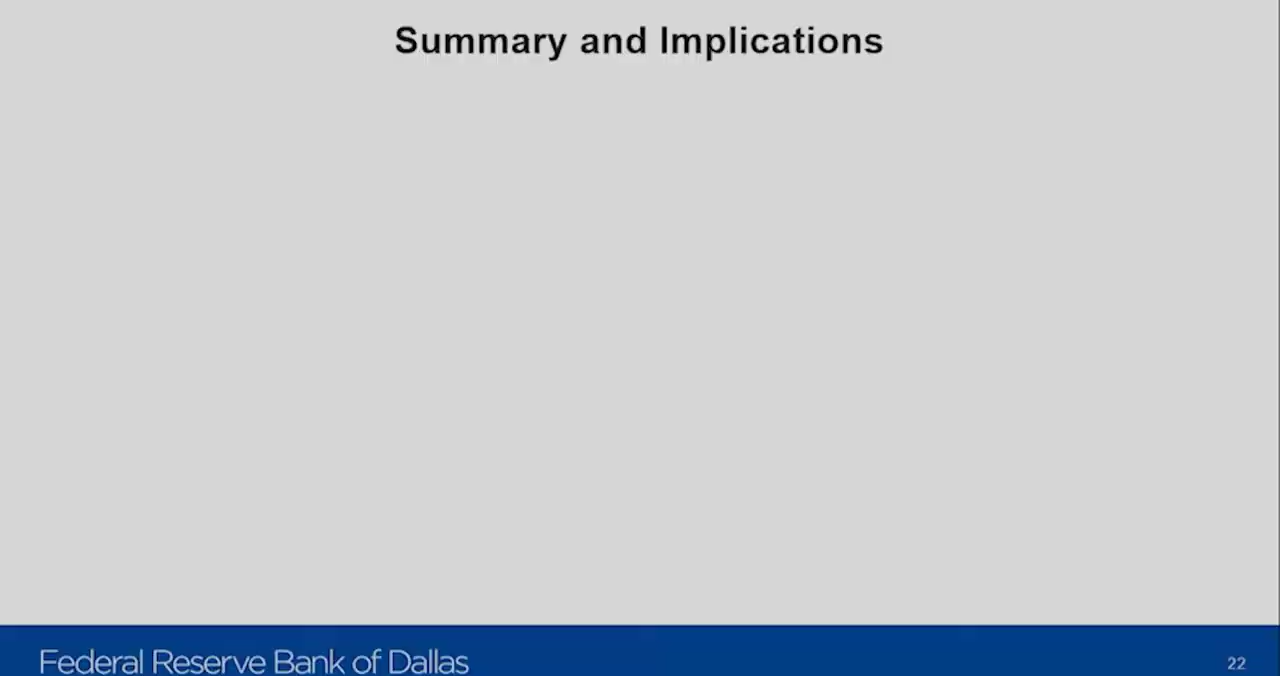 Summary and Implications
Federal Reserve Bank of Dallas
22